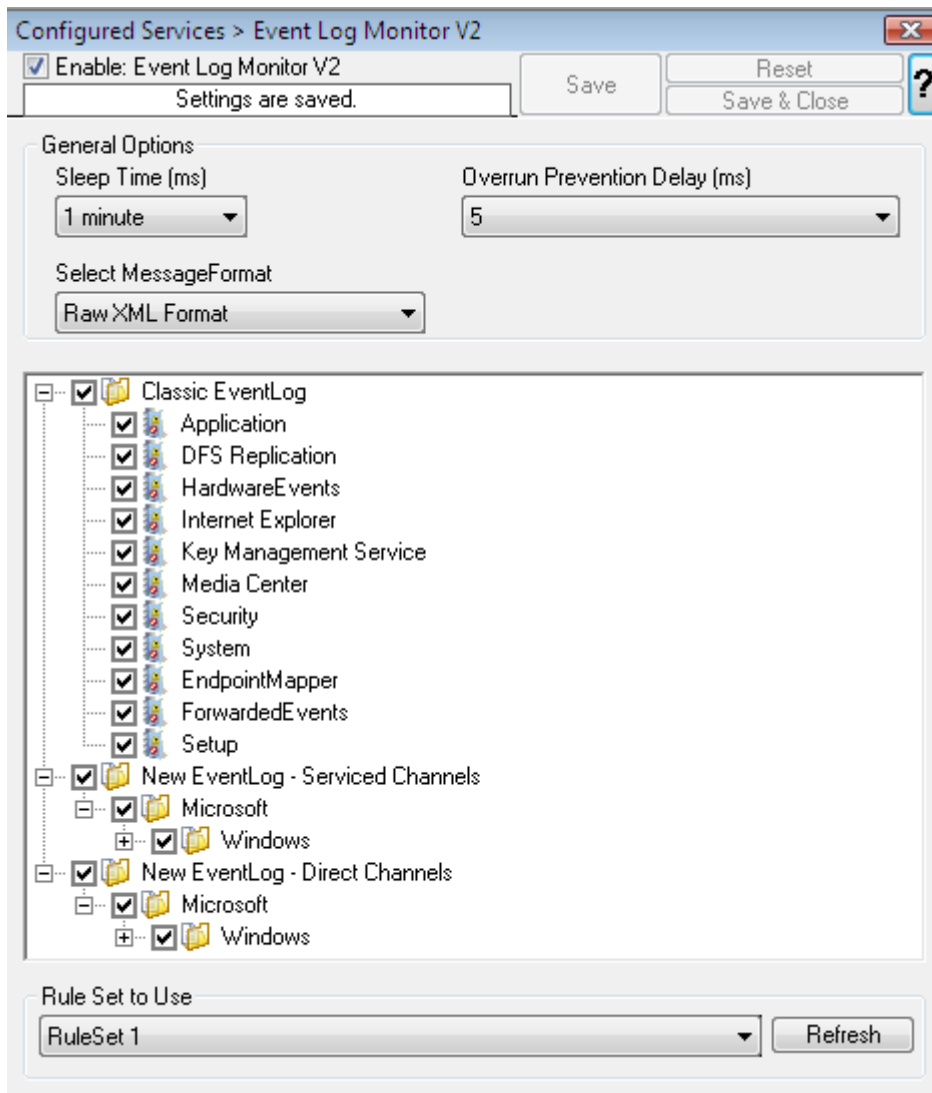 Configured Services > Event Log Monitor V2
Enable: Event Log Monitor V2
Settings are saved.
Save
Reset
Save & Close
?
General Options
Sleep Time (ms)
Overrun Prevention Delay (ms)
1 minute
5
Select MessageFormat
Raw XML Format
Classic EventLog
Application
DFS Replication
HardwareEvents
Internet Explorer
Key Management Service
Media Center
Security
System
EndpointMapper
ForwardedEvents
Setup
New EventLog - Serviced Channels
Microsoft
Windows
New EventLog - Direct Channels
Microsoft
Windows
Rule Set to Use
RuleSet 1
Refresh